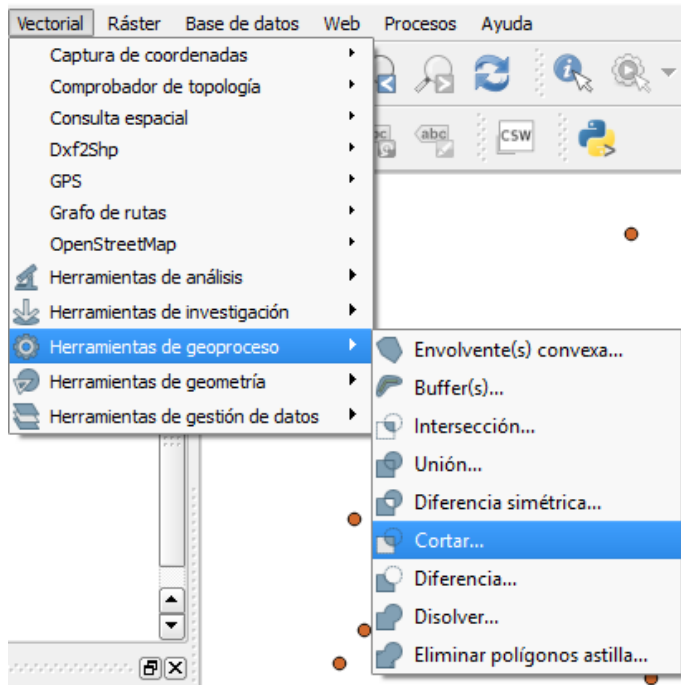 Vectorial Ráster Base de datos Web Procesos Ayuda
Captura de coordenadas
Comprobador de topología
Consulta espacial
Dxf2Shp
GPS
Grafo de rutas
OpenStreetMap
Herramientas de análisis
Herramientas de investigación
Herramientas de geoproceso
Herramientas de geometría
Herramientas de gestión de datos
abc
CSW
Envolvente(s) convexa...
Buffer(s)...
Intersección...
Unión...
Diferencia simétrica...
Cortar...
Diferencia...
Disolver...
Eliminar polígonos astilla...